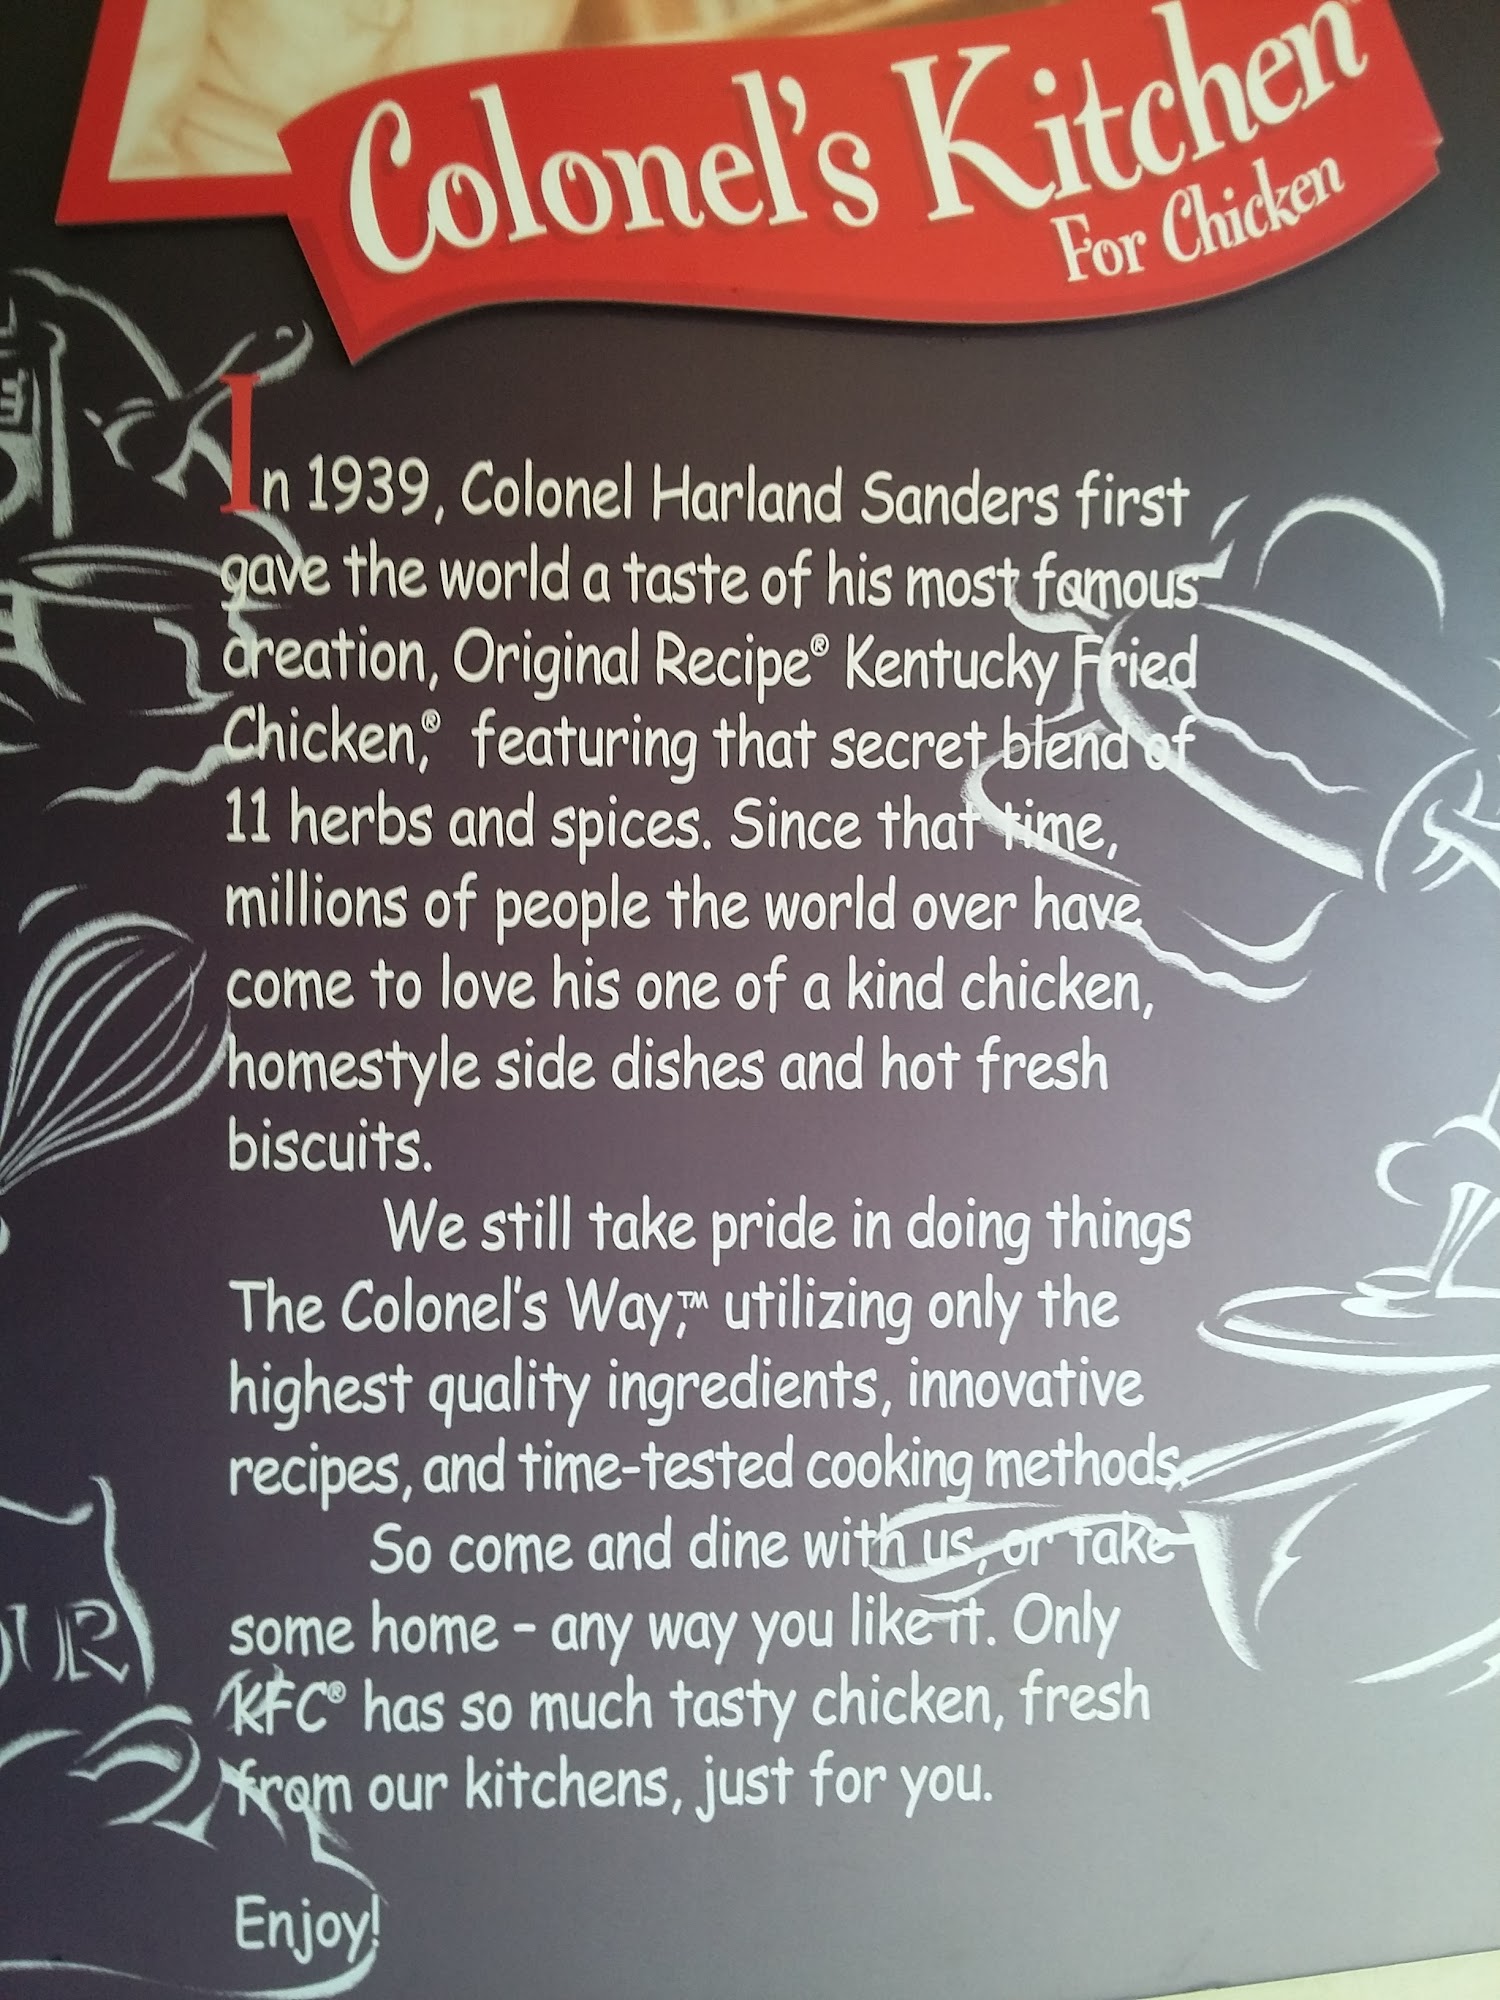 Colonel's Kitchen™
For Chicken
In 1939, Colonel Harland Sanders first
gave the world a taste of his most famous
creation, Original Recipe® Kentucky Fried
Chicken,® featuring that secret blend of
11 herbs and spices. Since that time,
millions of people the world over have
come to love his one of a kind chicken,
homestyle side dishes and hot fresh
biscuits.
We still take pride in doing things
The Colonel's Way,™ utilizing only the
highest quality ingredients, innovative
recipes, and time-tested cooking methods.
So come and dine with us, or take
some home – any way you like it. Only
KFC® has so much tasty chicken, fresh
from our kitchens, just for you.
Enjoy!